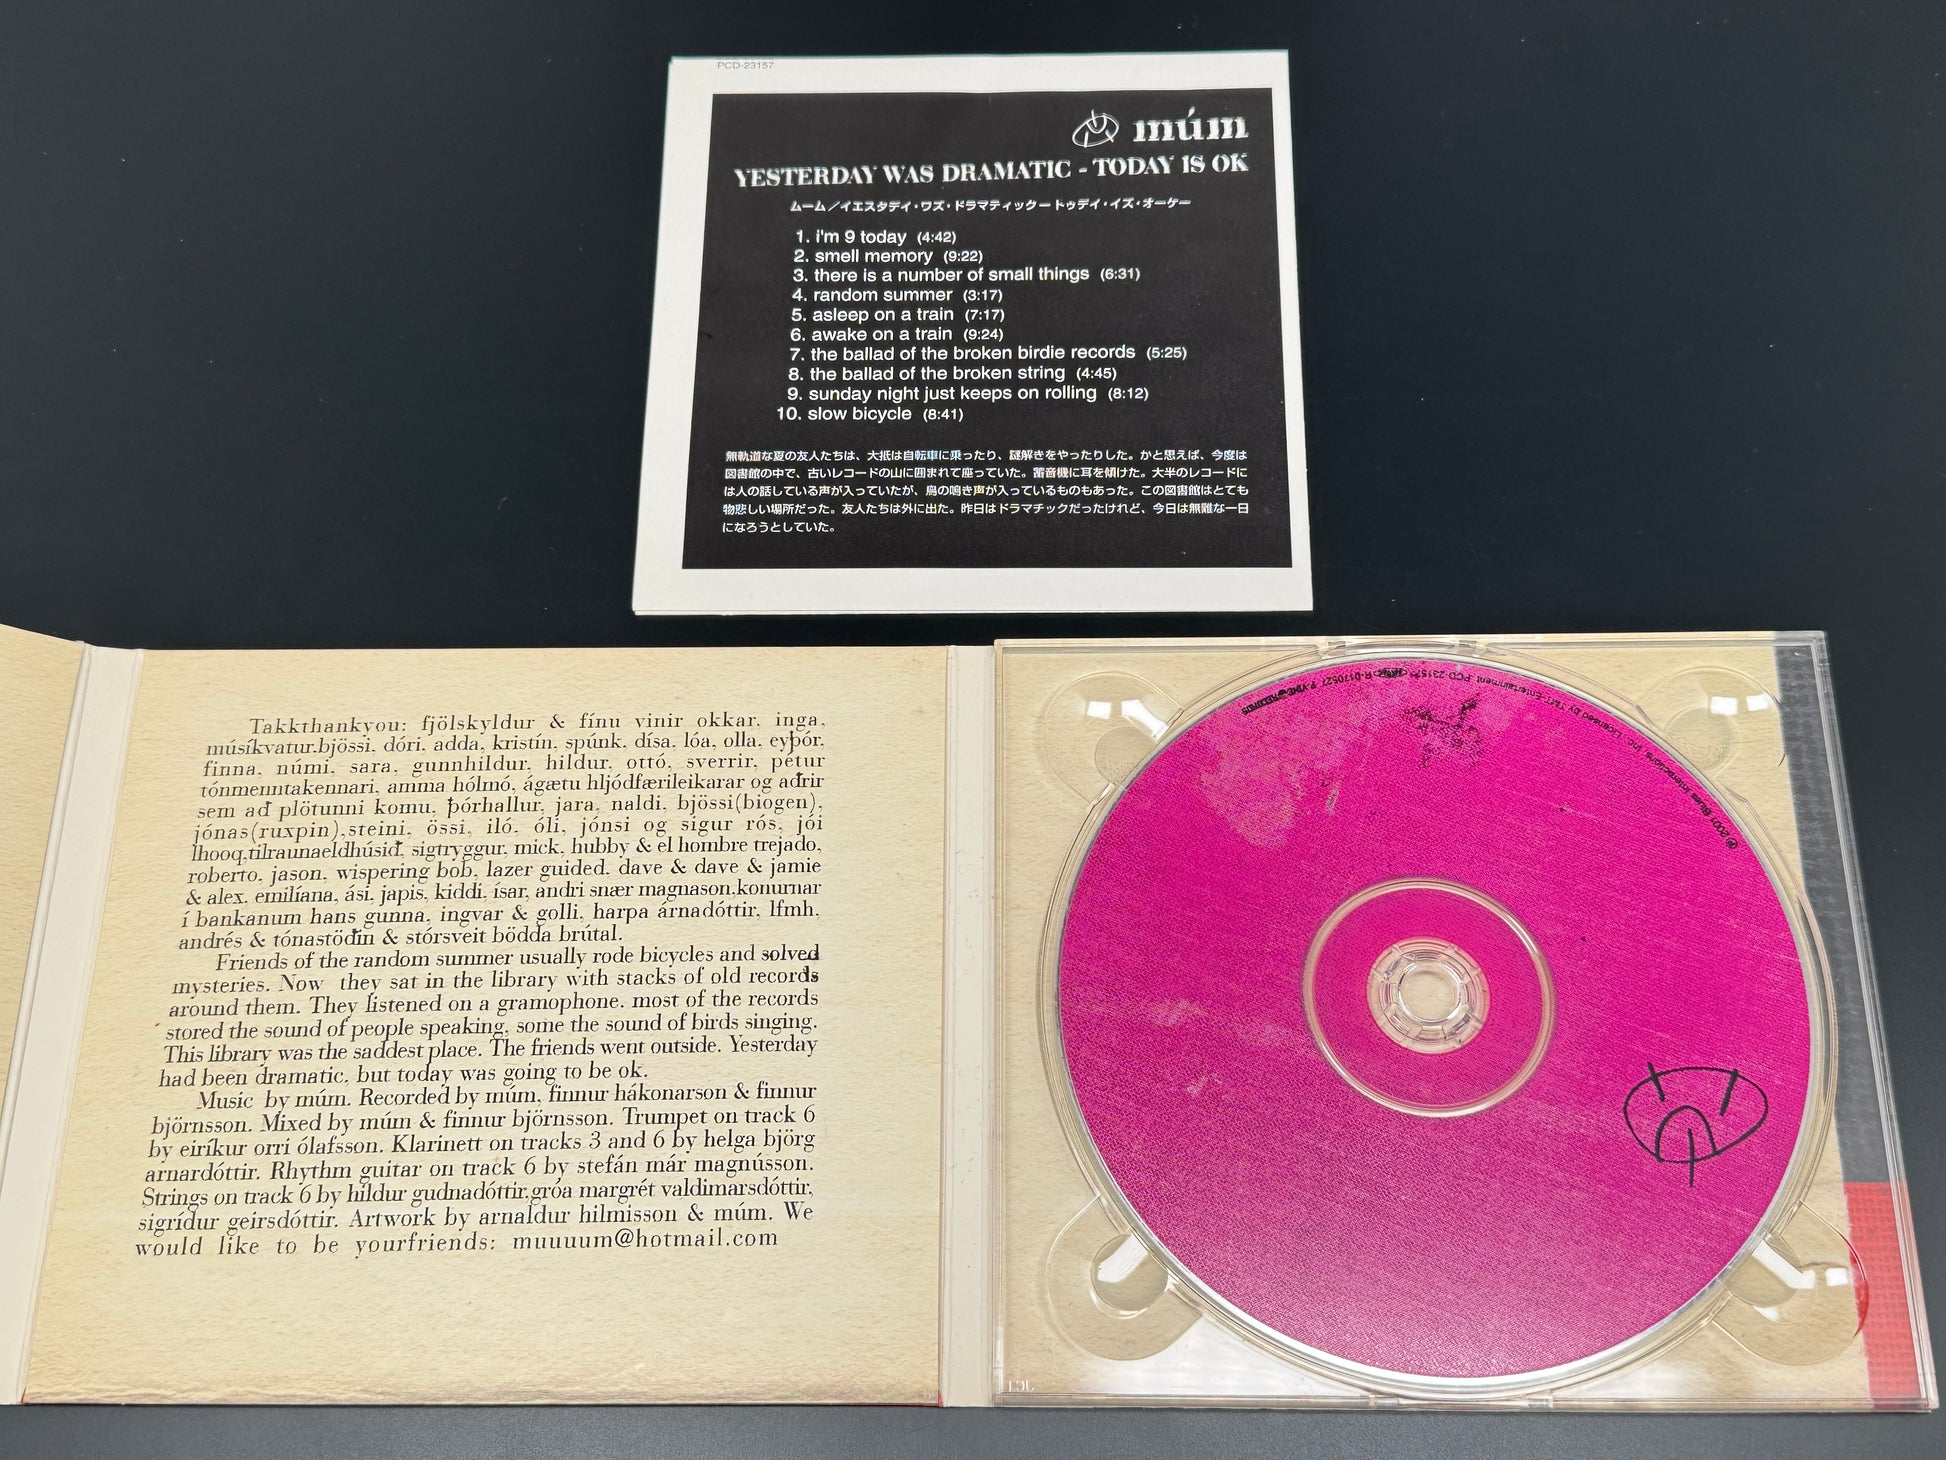 PCD-23157
múm
YESTERDAY WAS DRAMATIC - TODAY IS OK
ムーム／イエスタデイ・ワズ・ドラマティックートゥデイ・イズ・オーケー
1. i'm 9 today (4:42)
2. smell memory (9:22)
3. there is a number of small things (6:31)
4. random summer (3:17)
5. asleep on a train (7:17)
6. awake on a train (9:24)
7. the ballad of the broken birdie records (5:25)
8. the ballad of the broken string (4:45)
9. sunday night just keeps on rolling (8:12)
10. slow bicycle (8:41)
無軌道な夏の友人たちは、大抵は自転車に乗ったり、謎解きをやったりした。かと思えば、今度は
図書館の中で、古いレコードの山に囲まれて座っていた。蓄音機に耳を傾けた。大半のレコードに
は人の話している声が入っていたが、鳥の鳴き声が入っているものもあった。この図書館はとても
物悲しい場所だった。友人たちは外に出た。昨日はドラマチックだったけれど、今日は無難な一日
になろうとしていた。
Takkthankyou: fjölskyldur & fínu vinir okkar, inga,
músíkvatur.bjössi, dóri, adda, kristín, spúnk, dísa, lóa, olla, eyþór,
finna, númi, sara, gunnhildur, hildur, ottó, sverrir, pétur
tónmenntakennari, amma hólmó, ágætu hljódfærileikarar og aðrir
sem að plötunni komu, þórhallur, jara, naldi, bjössi(biogen),
jónas(ruxpin),steini, össi, iló, óli, jónsi og sigur rós, jói
lhooq,tilraunaeldhúsið, sigtryggur, mick, hubby & el hombre trejado,
roberto, jason, wispering bob, lazer guided, dave & dave & jamie
& alex, emilíana, ási, japis, kiddi, ísar, andri snær magnason,konurnar
í bankanum hans gunna, ingvar & golli, harpa árnadóttir, lfmh,
andrés & tónastöðin & stórsveit bödda brútal.
Friends of the random summer usually rode bicycles and solved
mysteries. Now they sat in the library with stacks of old records
around them. They listened on a gramophone. most of the records
stored the sound of people speaking, some the sound of birds singing.
This library was the saddest place. The friends went outside. Yesterday
had been dramatic, but today was going to be ok.
Music by múm. Recorded by múm, finnur hákonarson & finnur
björnsson. Mixed by múm & finnur björnsson. Trumpet on track 6
by eiríkur orri ólafsson. Klarinett on tracks 3 and 6 by helga björg
arnardóttir. Rhythm guitar on track 6 by stefán már magnússon.
Strings on track 6 by hildur gudnadóttir,gróa margrét valdimarsdóttir,
sigrídur geirsdóttir. Artwork by arnaldur hilmisson & múm. We
would like to be yourfriends: muuuum@hotmail.com
℗ 2001 Blues Interactions, Inc. Licensed by TMT-Entertainment PCD-23157 R-0170527 P-VINE RECORDS